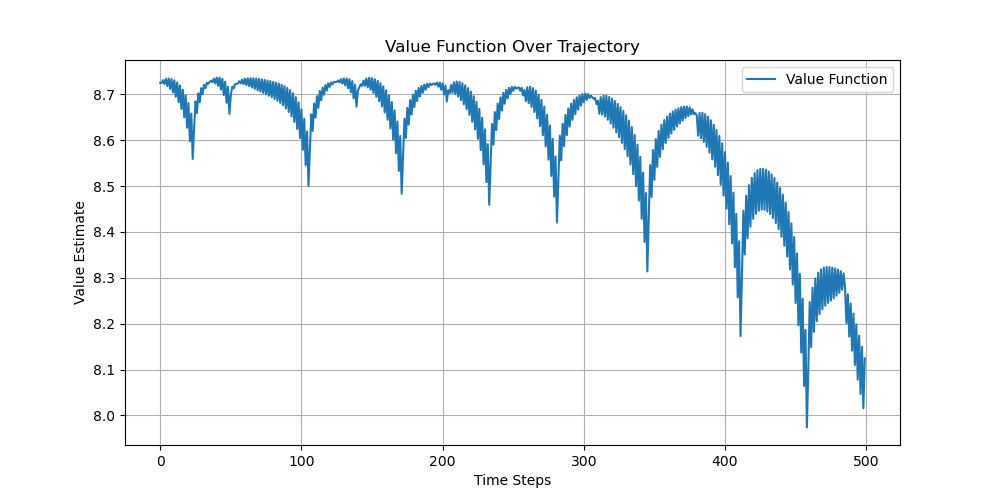 Value Function Over Trajectory
Value Function
Value Estimate
8.7
8.6
8.5
8.4
8.3
8.2
8.1
8.0
0 100 200 300 400 500
Time Steps